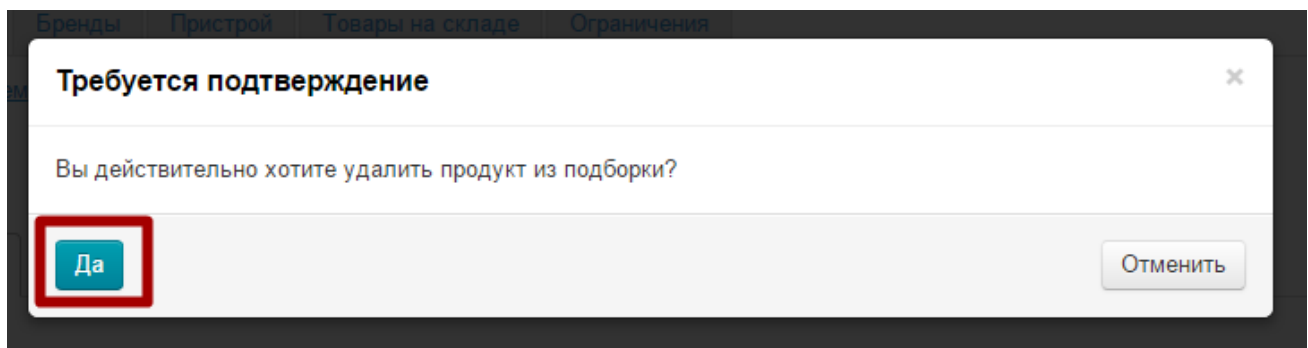 Бренды Пристрой Товары на складе Ограничения
Требуется подтверждение
×
Вы действительно хотите удалить продукт из подборки?
Да
Отменить